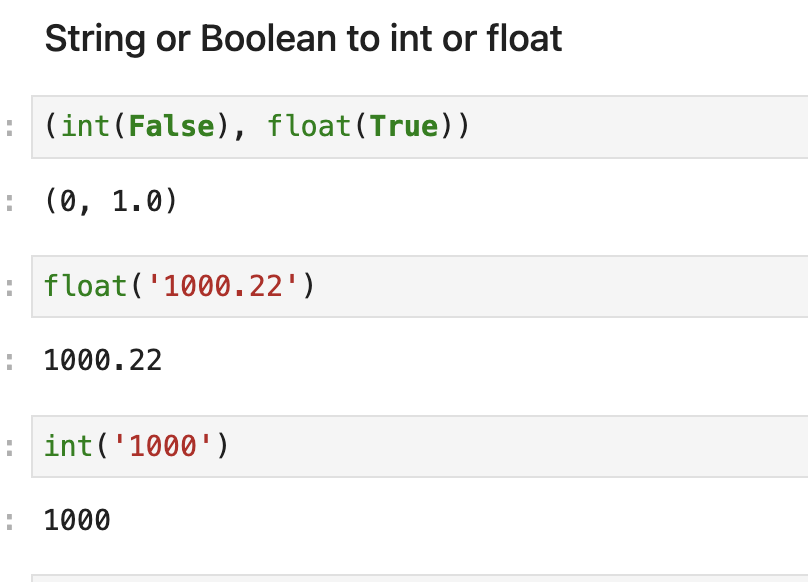 String or Boolean to int or float
: (int(False), float(True))
: (0, 1.0)
: float('1000.22')
: 1000.22
: int('1000')
: 1000